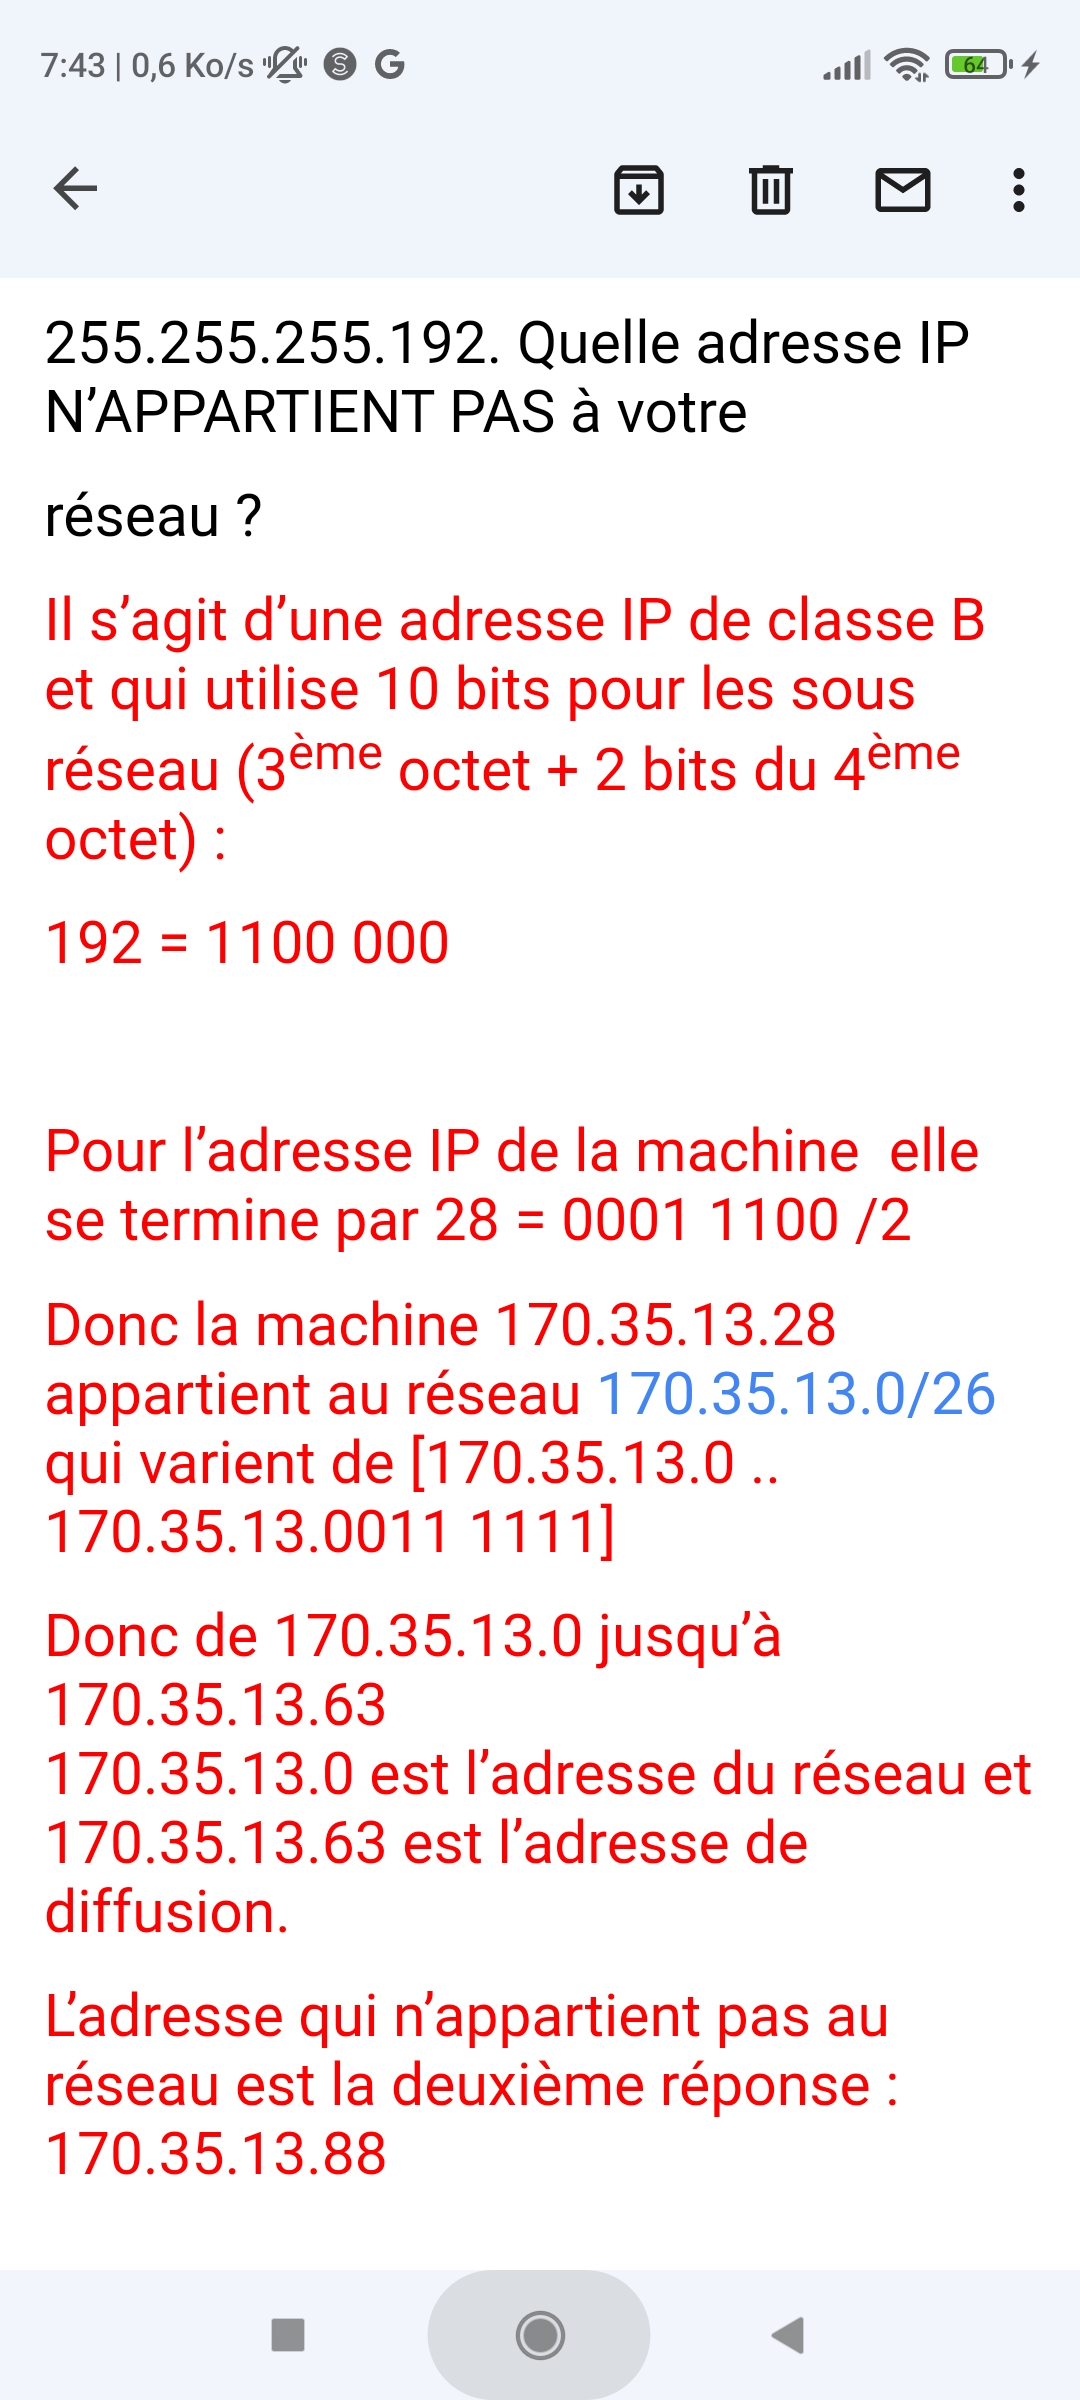 7:43 | 0,6 Ko/s
64
255.255.255.192. Quelle adresse IP
N’APPARTIENT PAS à votre
réseau ?
Il s’agit d’une adresse IP de classe B
et qui utilise 10 bits pour les sous
réseau (3ème octet + 2 bits du 4ème
octet) :
192 = 1100 000
Pour l’adresse IP de la machine  elle
se termine par 28 = 0001 1100 /2
Donc la machine 170.35.13.28
appartient au réseau 170.35.13.0/26
qui varient de [170.35.13.0 ..
170.35.13.0011 1111]
Donc de 170.35.13.0 jusqu’à
170.35.13.63
170.35.13.0 est l’adresse du réseau et
170.35.13.63 est l’adresse de
diffusion.
L’adresse qui n’appartient pas au
réseau est la deuxième réponse :
170.35.13.88